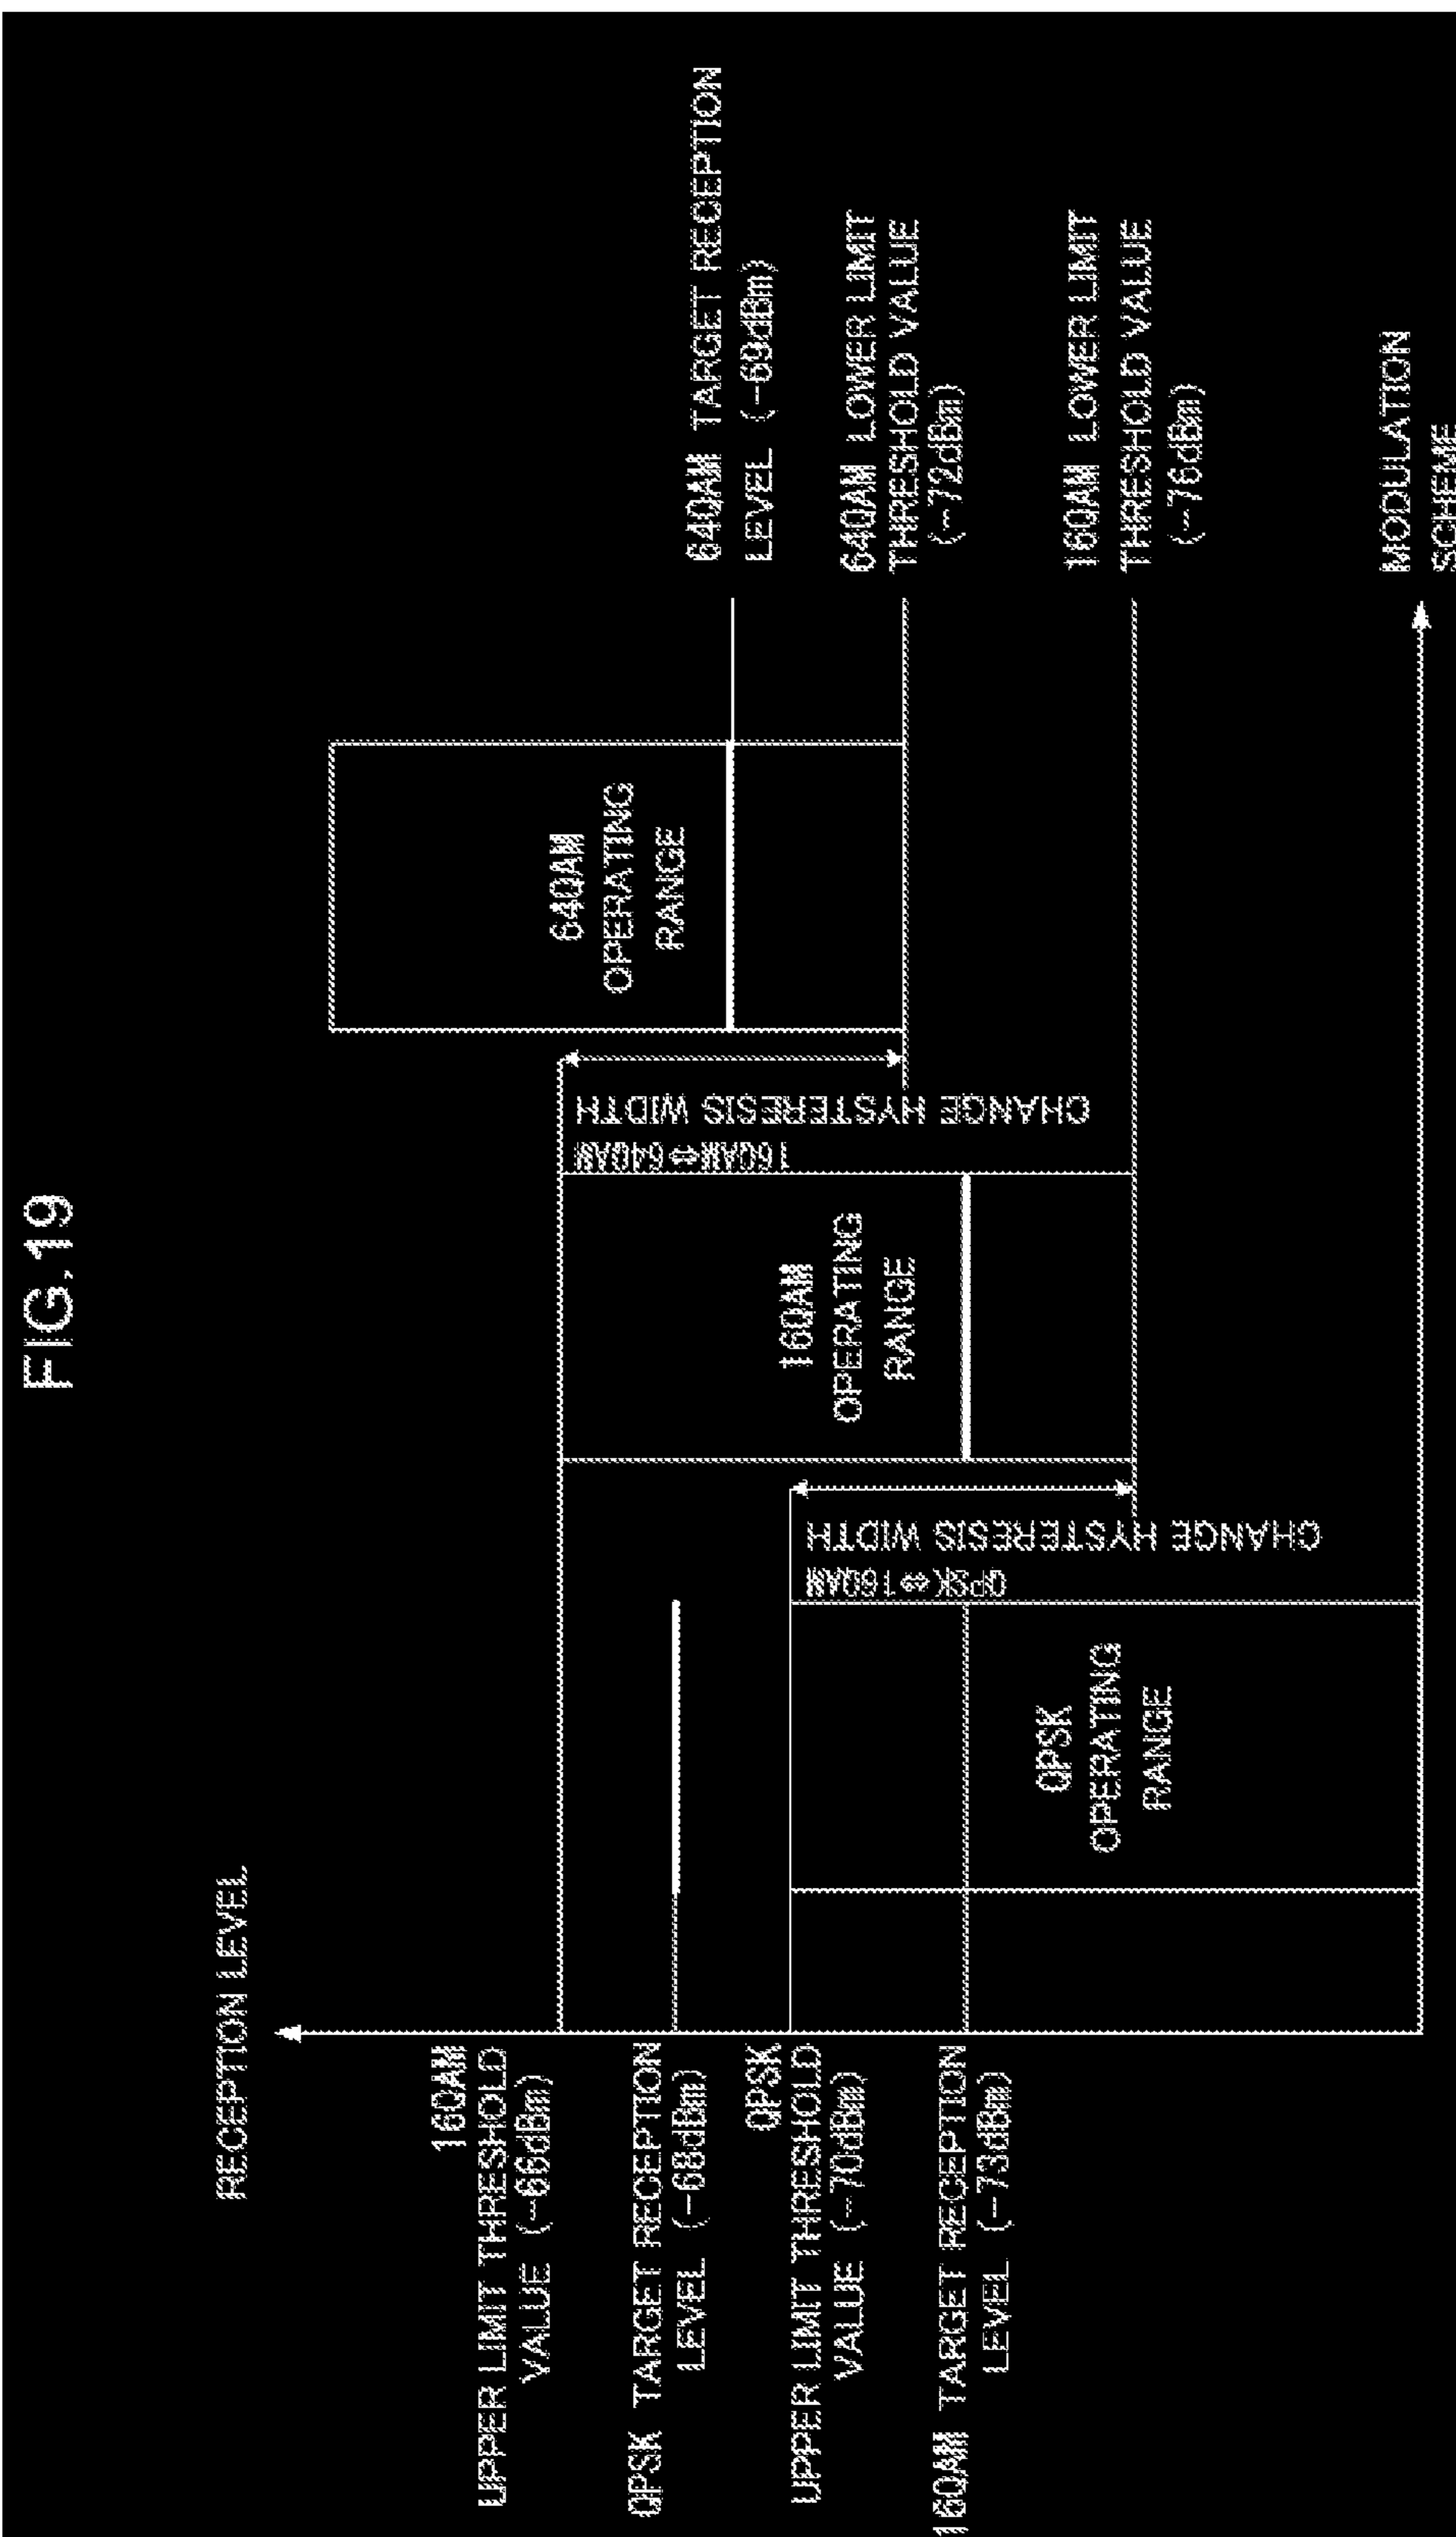 FIG.19
RECEPTION LEVEL
16QAM
UPPER LIMIT THRESHOLD
VALUE (-66dBm)
QPSK TARGET RECEPTION
LEVEL (-68dBm)
QPSK
UPPER LIMIT THRESHOLD
VALUE (-70dBm)
16QAM TARGET RECEPTION
LEVEL (-73dBm)
QPSK
OPERATING
RANGE
QPSK⇔16QAM
CHANGE HYSTERESIS WIDTH
16QAM
OPERATING
RANGE
16QAM⇔64QAM
CHANGE HYSTERESIS WIDTH
64QAM
OPERATING
RANGE
64QAM TARGET RECEPTION
LEVEL (-69dBm)
64QAM LOWER LIMIT
THRESHOLD VALUE
(-72dBm)
16QAM LOWER LIMIT
THRESHOLD VALUE
(-76dBm)
MODULATION
SCHEME